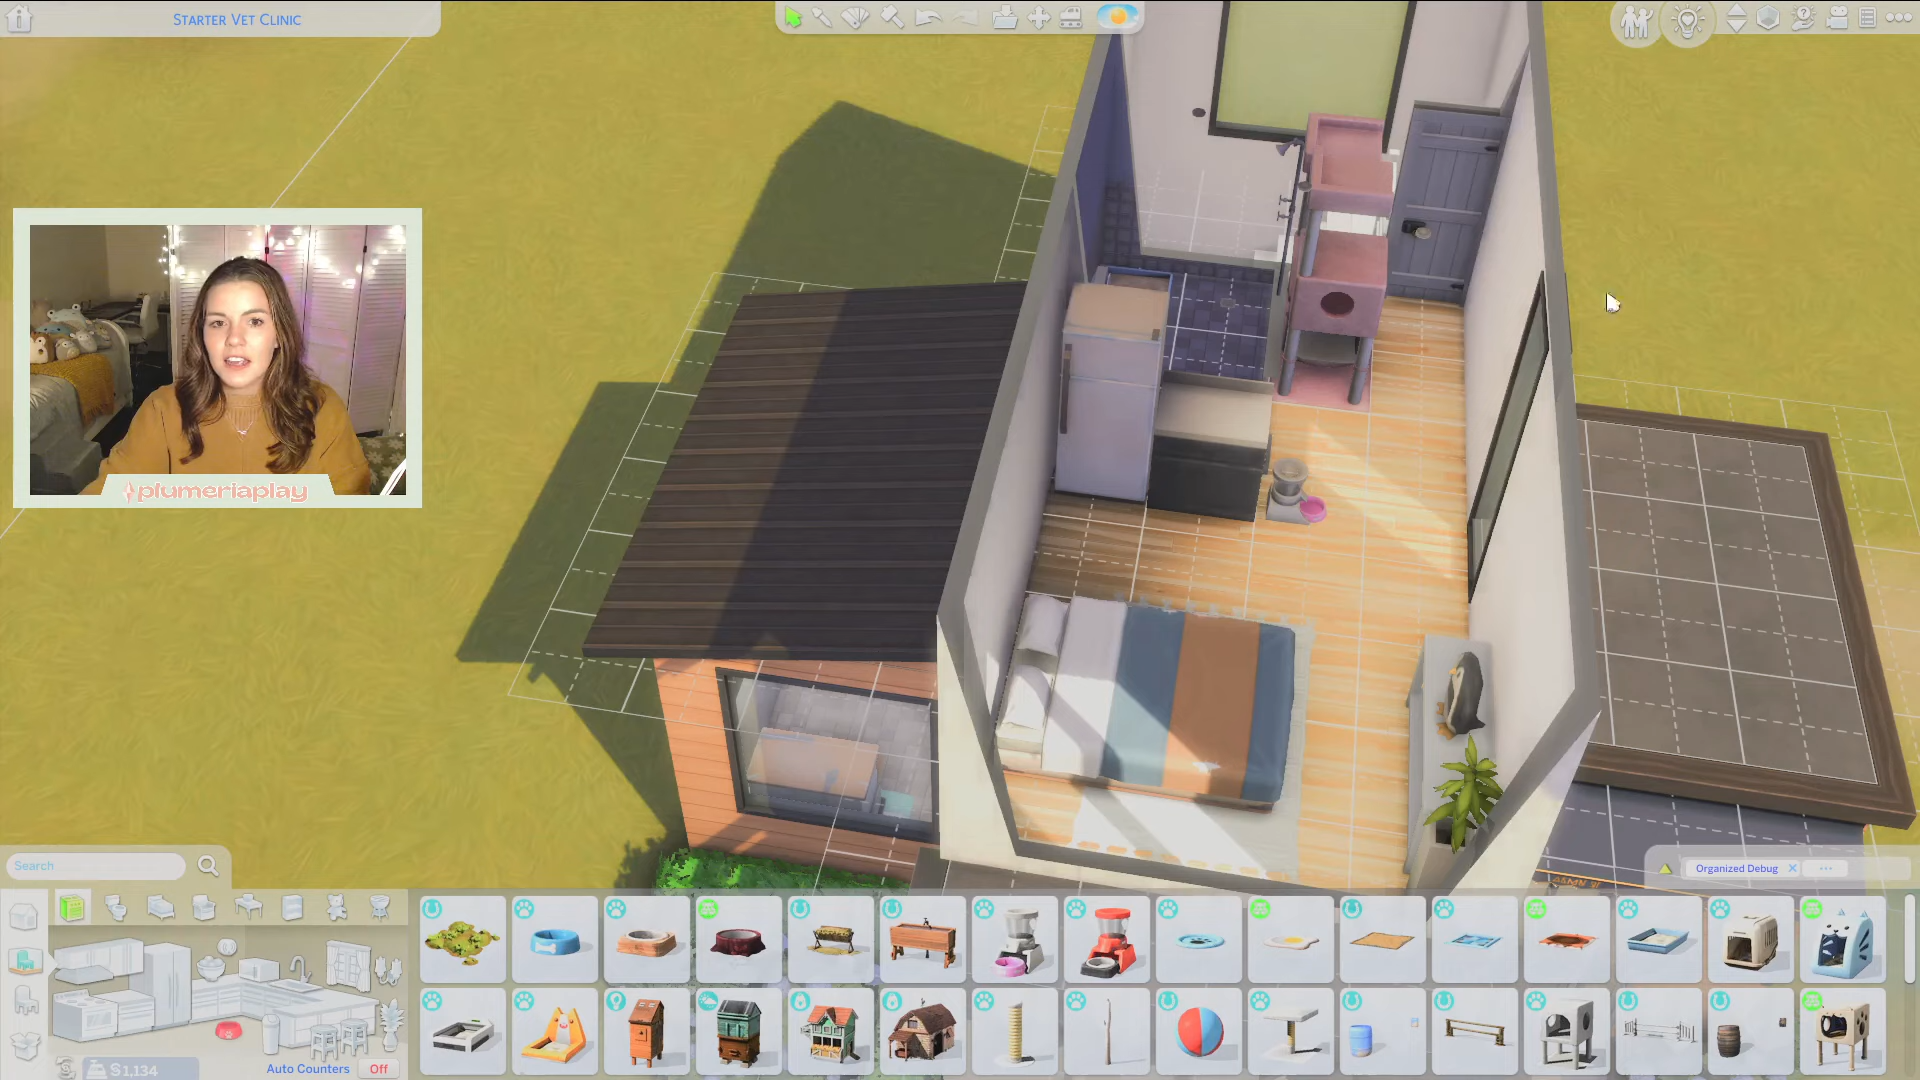 STARTER VET CLINIC
plumeriaplay
Search
Organized Debug
§1,134
Auto Counters
Off